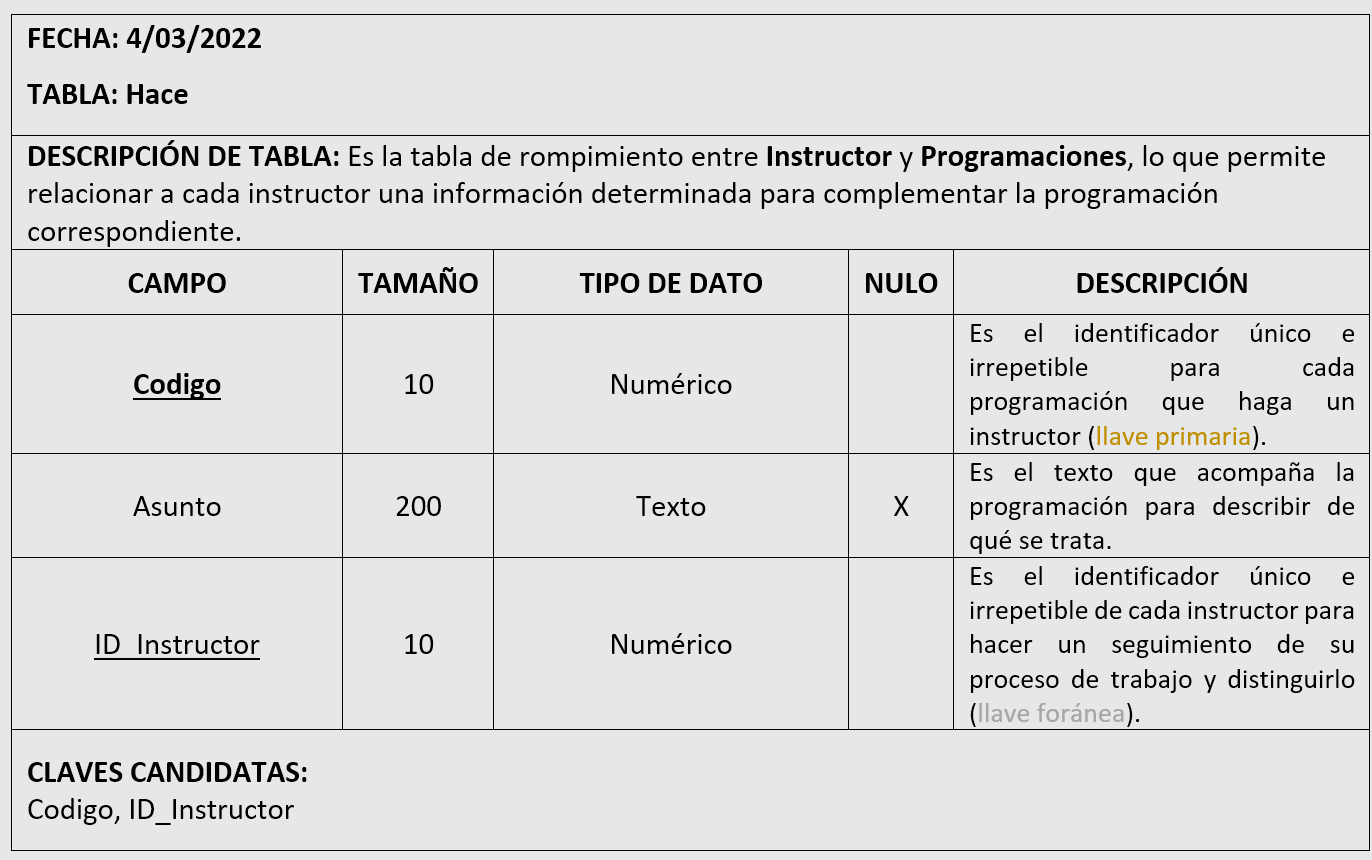 FECHA: 4/03/2022
TABLA: Hace
DESCRIPCIÓN DE TABLA: Es la tabla de rompimiento entre Instructor y Programaciones, lo que permite
relacionar a cada instructor una información determinada para complementar la programación
correspondiente.
CAMPO TAMAÑO TIPO DE DATO NULO DESCRIPCIÓN
Codigo 10 Numérico
Es el identificador único e
irrepetible para cada
programación que haga un
instructor (llave primaria).
Asunto 200 Texto X
Es el texto que acompaña la
programación para describir de
qué se trata.
ID_Instructor 10 Numérico
Es el identificador único e
irrepetible de cada instructor para
hacer un seguimiento de su
proceso de trabajo y distinguirlo
(llave foránea).
CLAVES CANDIDATAS:
Codigo, ID_Instructor